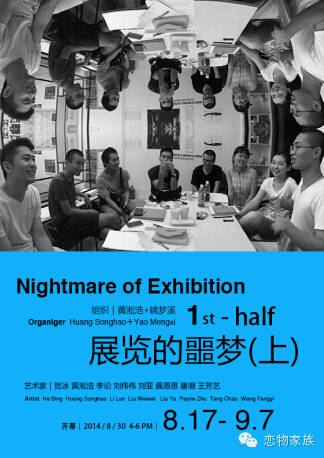 Nightmare of Exhibition
组织 | 黄淞浩+姚梦溪
Organiger Huang Songhao+Yao Mengxi
1st - half
展览的噩梦(上)
艺术家 | 贺冰 黄淞浩 李论 刘伟伟 刘亚 佩恩恩 唐潮 王芳艺
Artist He Bing Huang Songhao Li Lun Liu Weiwei Liu Ya Payne Zhu Tang Chao Wang Fangyi
开幕 | 2014 / 8 / 30 4-6 PM |
8.17- 9.7
恋物家族